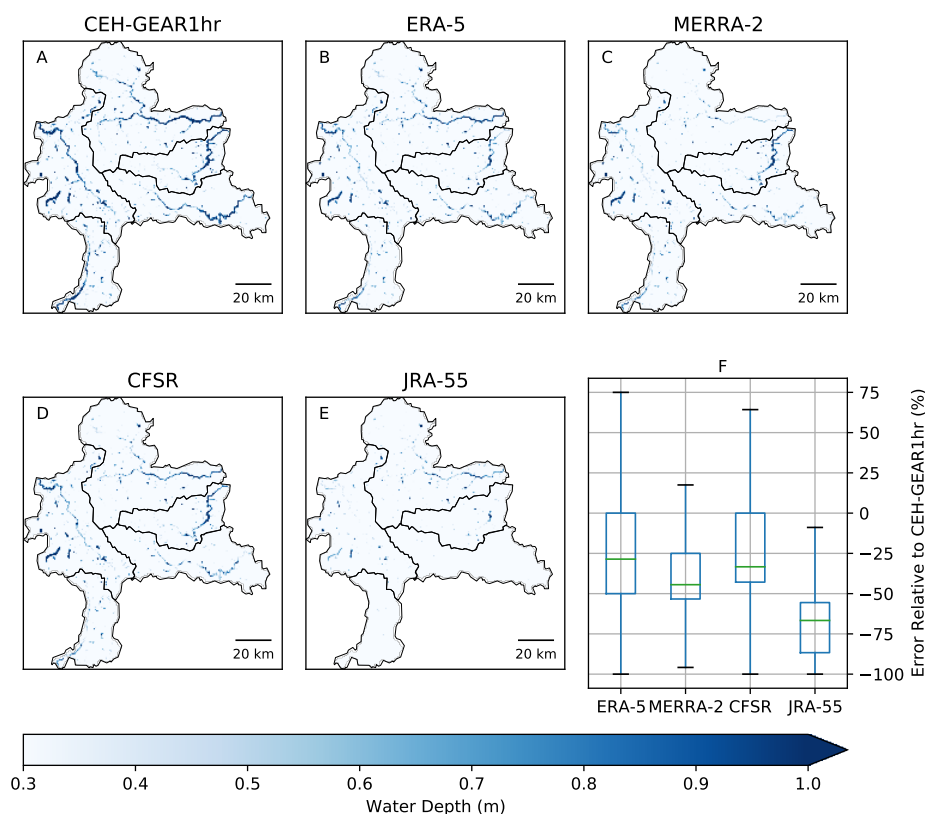 CEH-GEAR1hr
ERA-5
MERRA-2
A
B
C
20 km
20 km
20 km
CFSR
JRA-55
F
D
E
20 km
20 km
75
50
25
0
−25
−50
−75
−100
Error Relative to CEH-GEAR1hr (%)
ERA-5 MERRA-2 CFSR JRA-55
0.3 0.4 0.5 0.6 0.7 0.8 0.9 1.0
Water Depth (m)